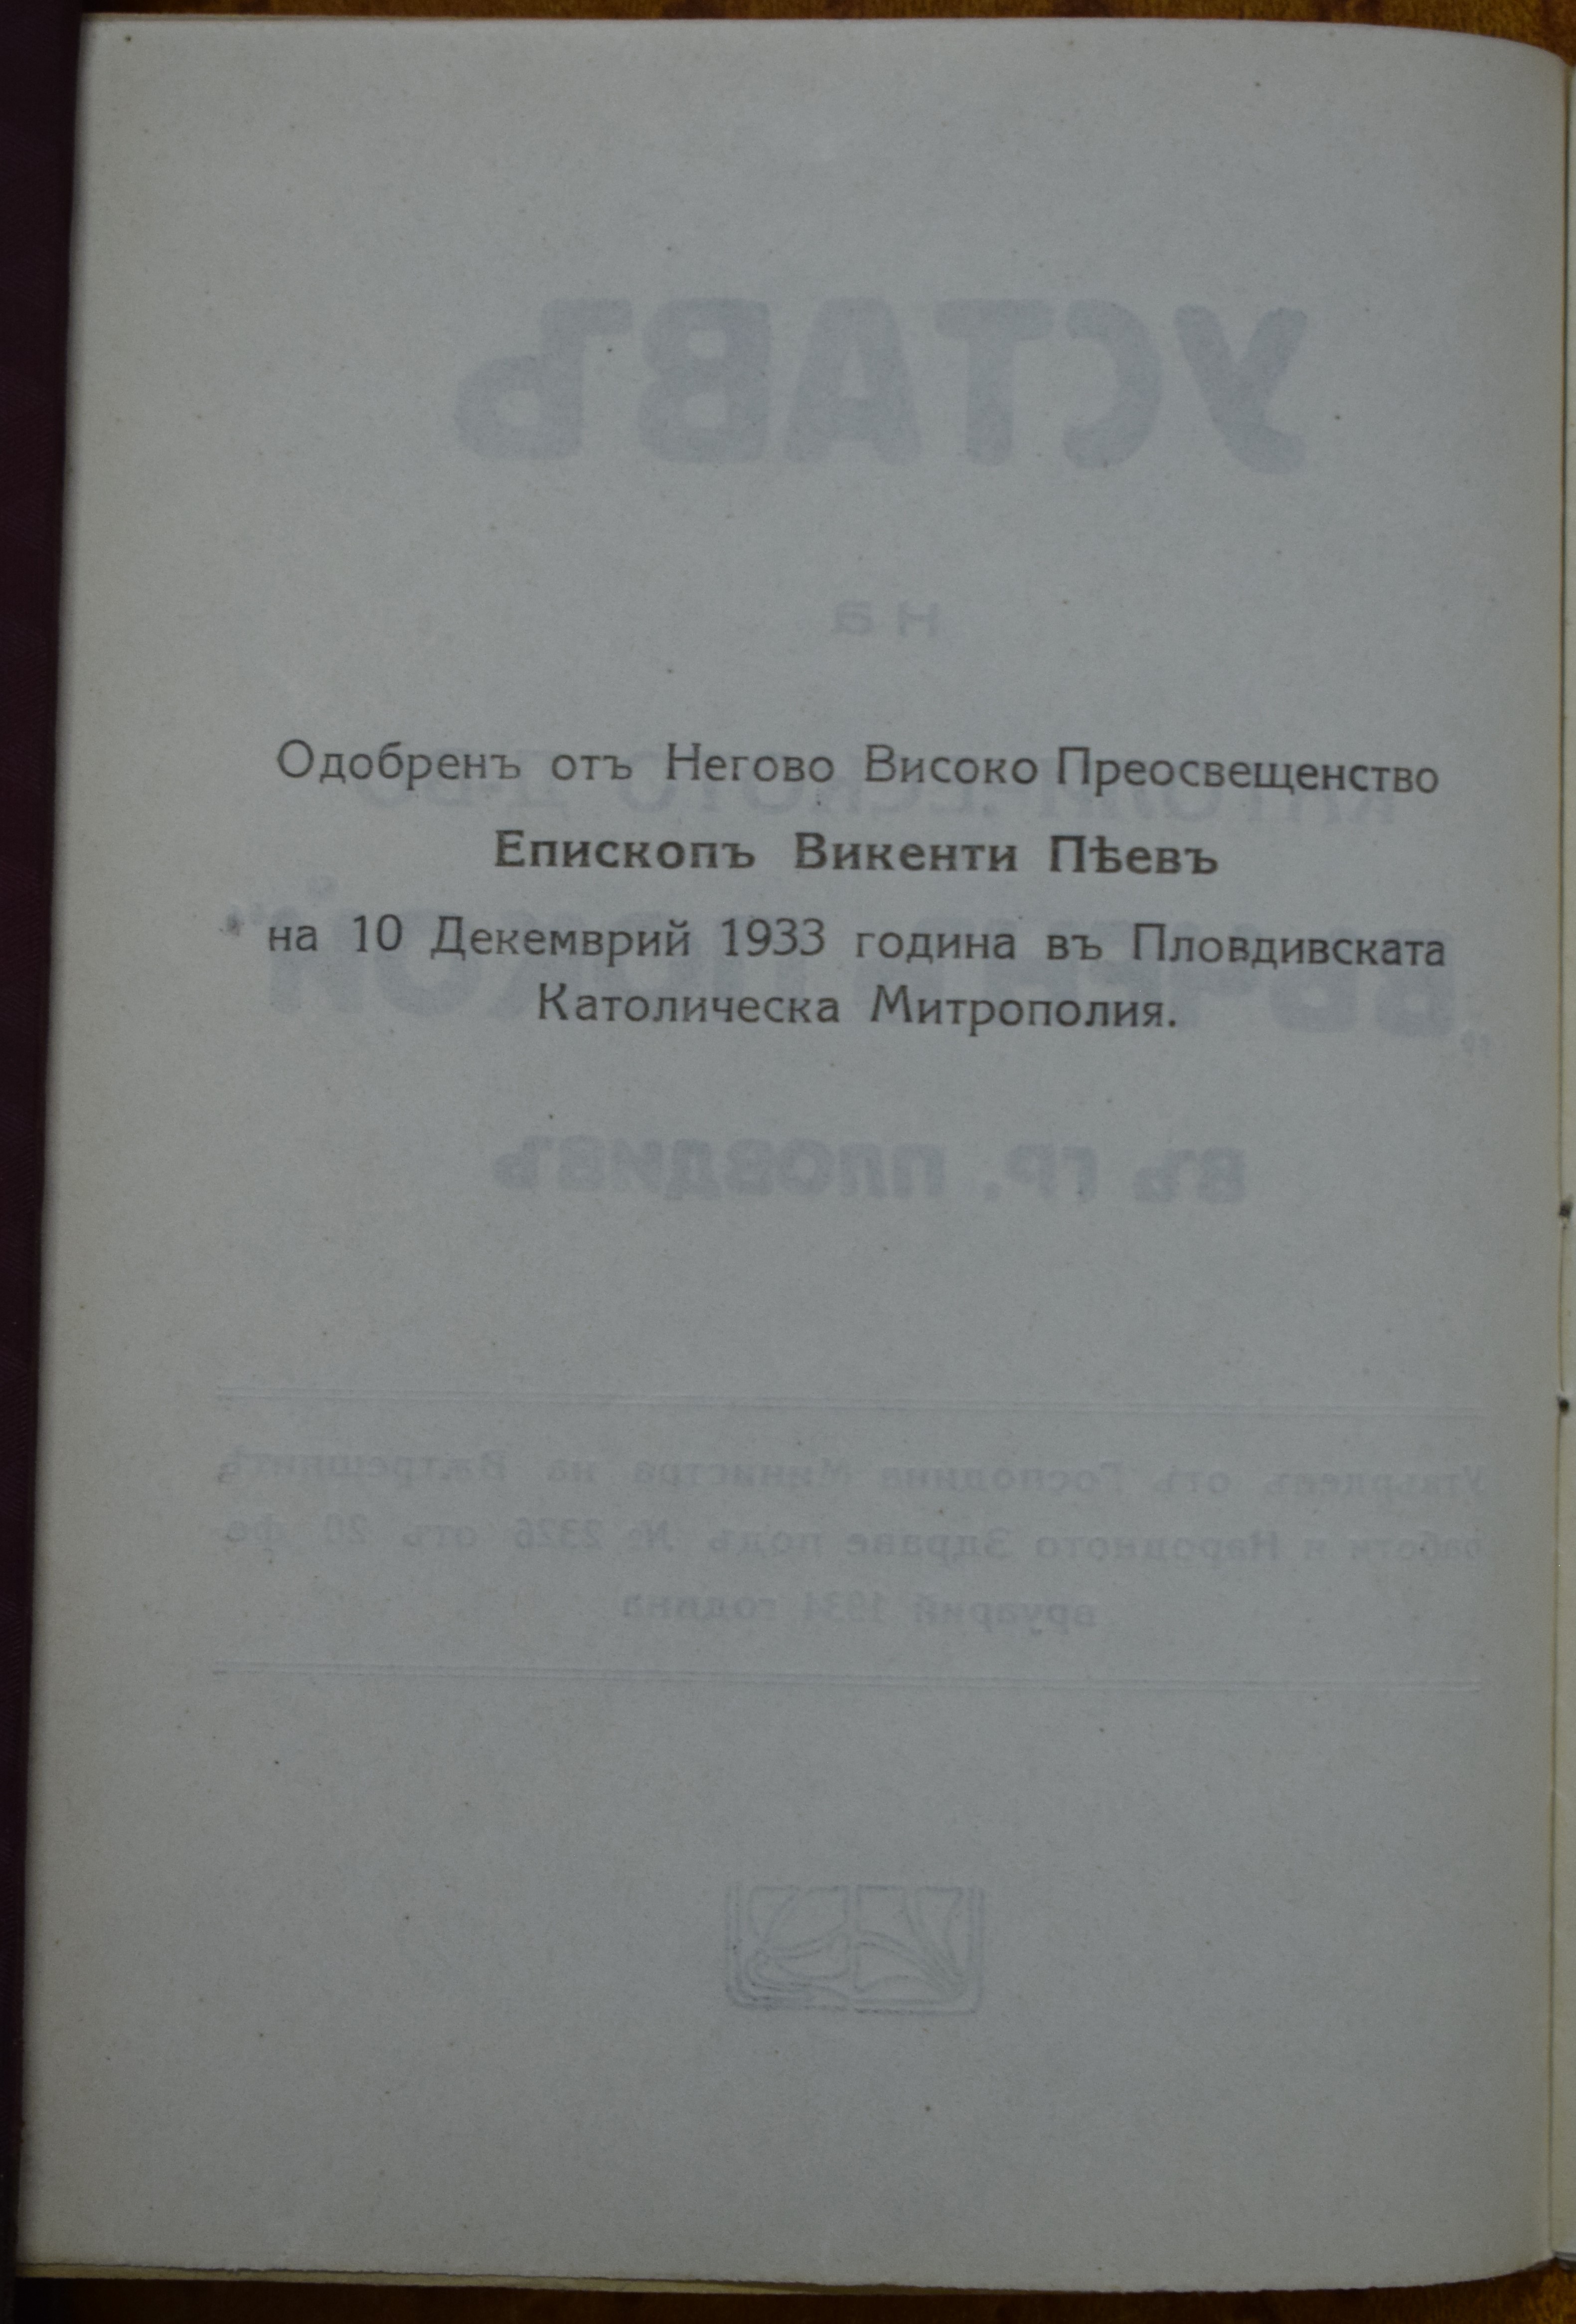 Одобренъ отъ Негово Високо Преосвещенство
Епископъ Викенти Пѣевъ
на 10 Декемврий 1933 година въ Пловдивската
Католическа Митрополия.